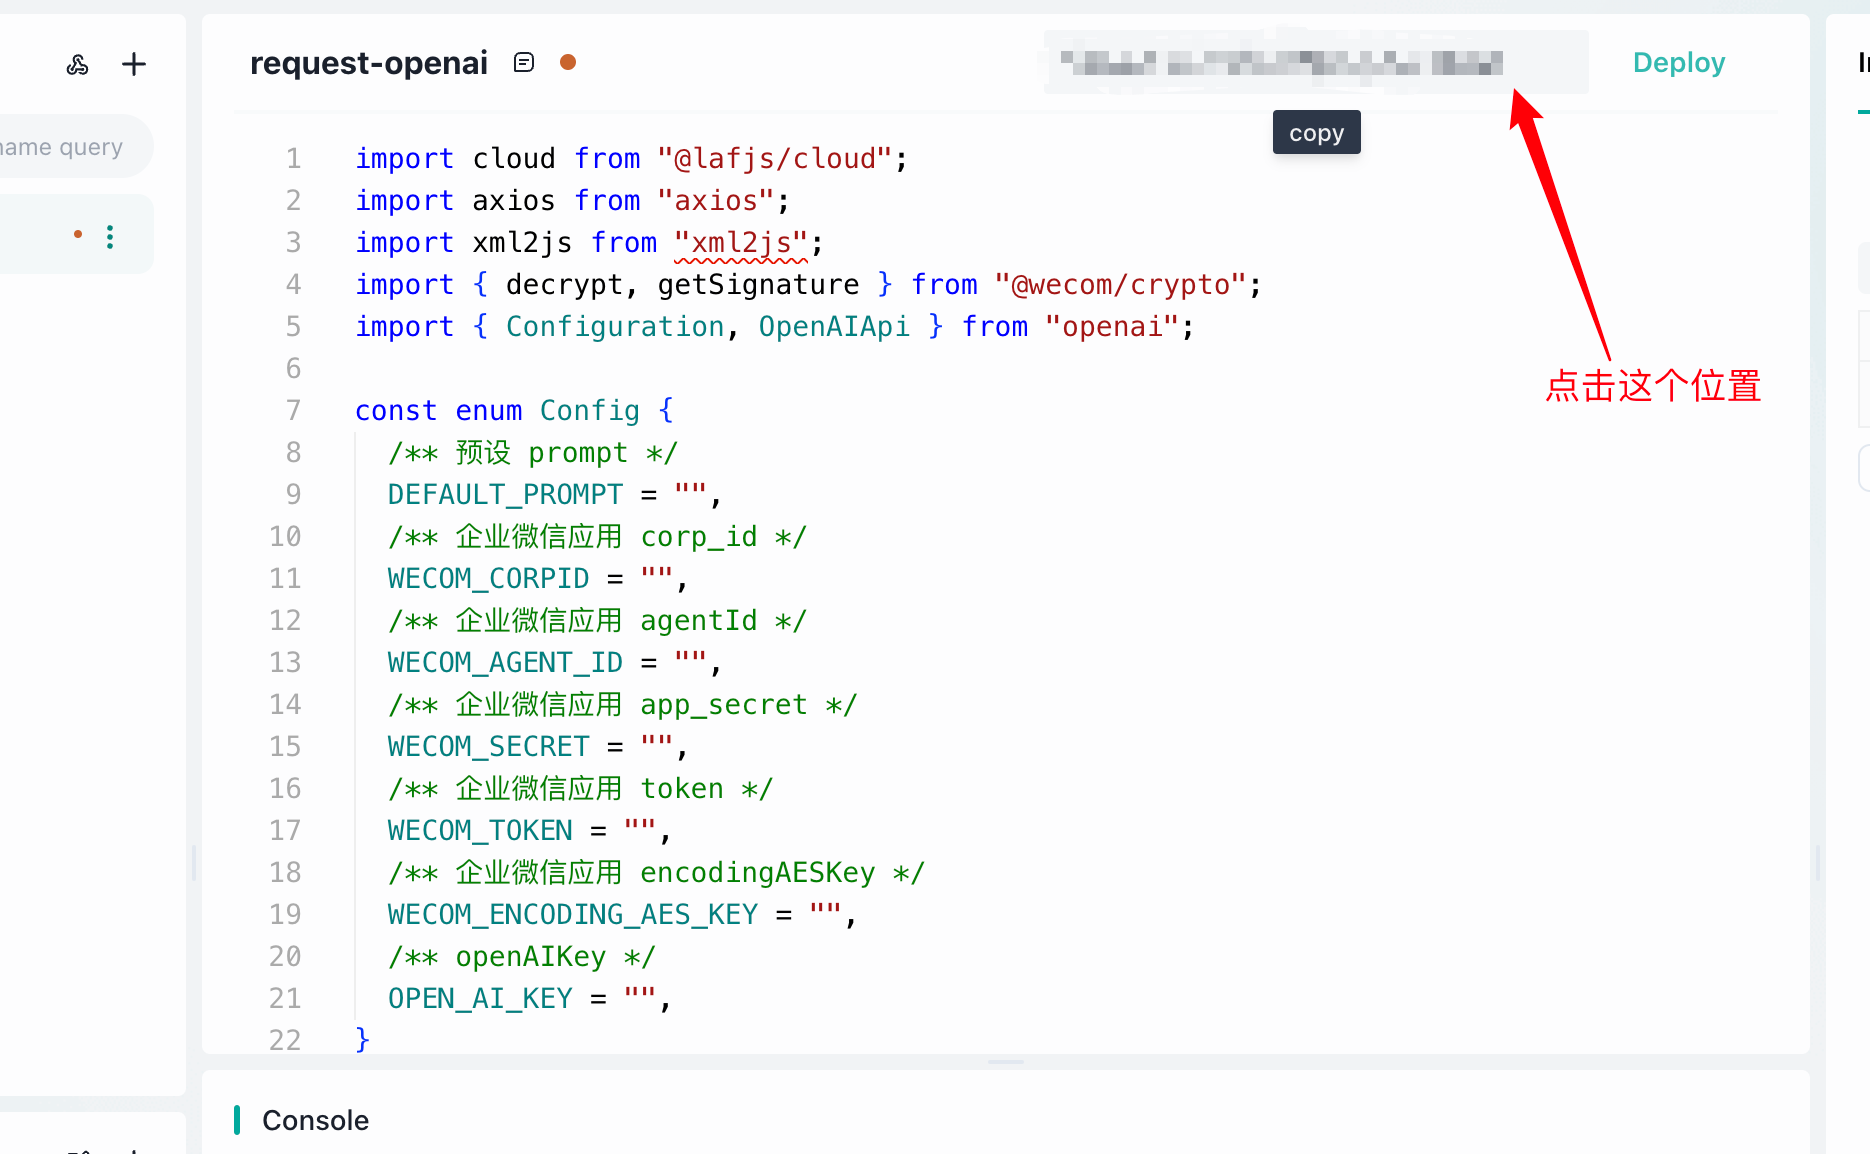 request-openai
Deploy
copy
name query
点击这个位置
1 import cloud from "@lafjs/cloud";
2 import axios from "axios";
3 import xml2js from "xml2js";
4 import { decrypt, getSignature } from "@wecom/crypto";
5 import { Configuration, OpenAIApi } from "openai";
6
7 const enum Config {
8 /** 预设 prompt */
9 DEFAULT_PROMPT = "",
10 /** 企业微信应用 corp_id */
11 WECOM_CORPID = "",
12 /** 企业微信应用 agentId */
13 WECOM_AGENT_ID = "",
14 /** 企业微信应用 app_secret */
15 WECOM_SECRET = "",
16 /** 企业微信应用 token */
17 WECOM_TOKEN = "",
18 /** 企业微信应用 encodingAESKey */
19 WECOM_ENCODING_AES_KEY = "",
20 /** openAIKey */
21 OPEN_AI_KEY = "",
22 }
Console